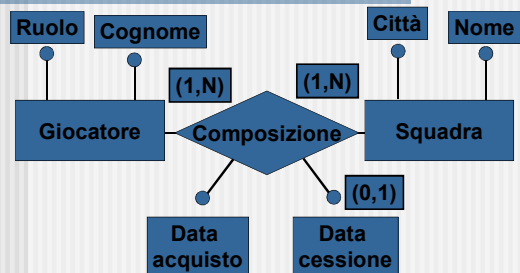 Ruolo
Cognome
Città
Nome
(1,N)
(1,N)
Giocatore
Composizione
Squadra
(0,1)
Data
acquisto
Data
cessione